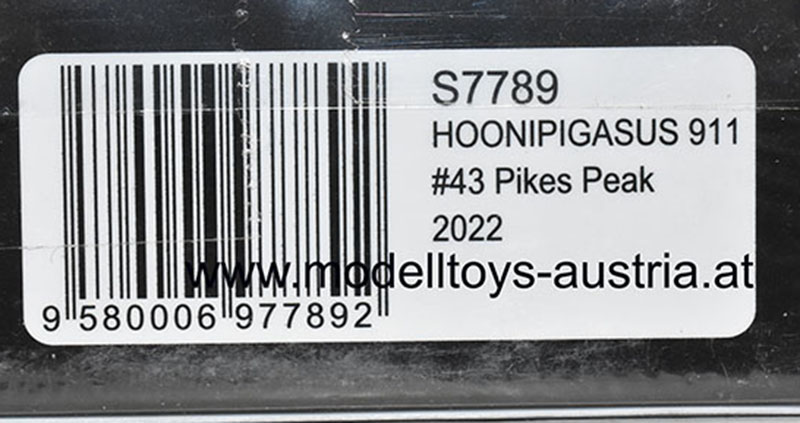 S7789
HOONIPIGASUS 911
#43 Pikes Peak
2022
www.modelltoys-austria.at
9 580006 977892